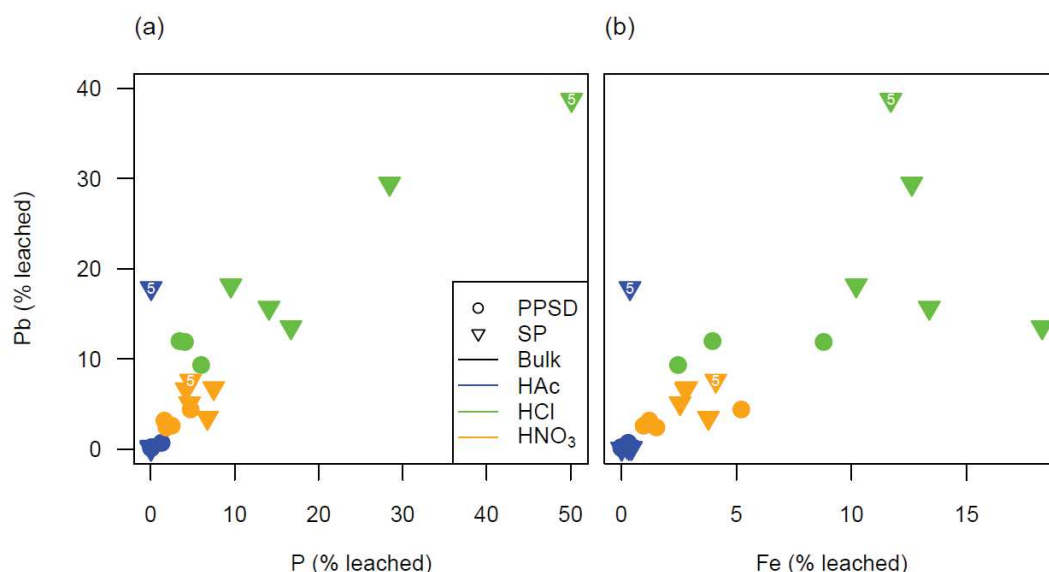 (a)
(b)
Pb (% leached)
40
30
20
10
0
5
5
5
5
5
5
PPSD
SP
Bulk
HAc
HCl
HNO₃
0 10 20 30 40 50
0 5 10 15
P (% leached)
Fe (% leached)